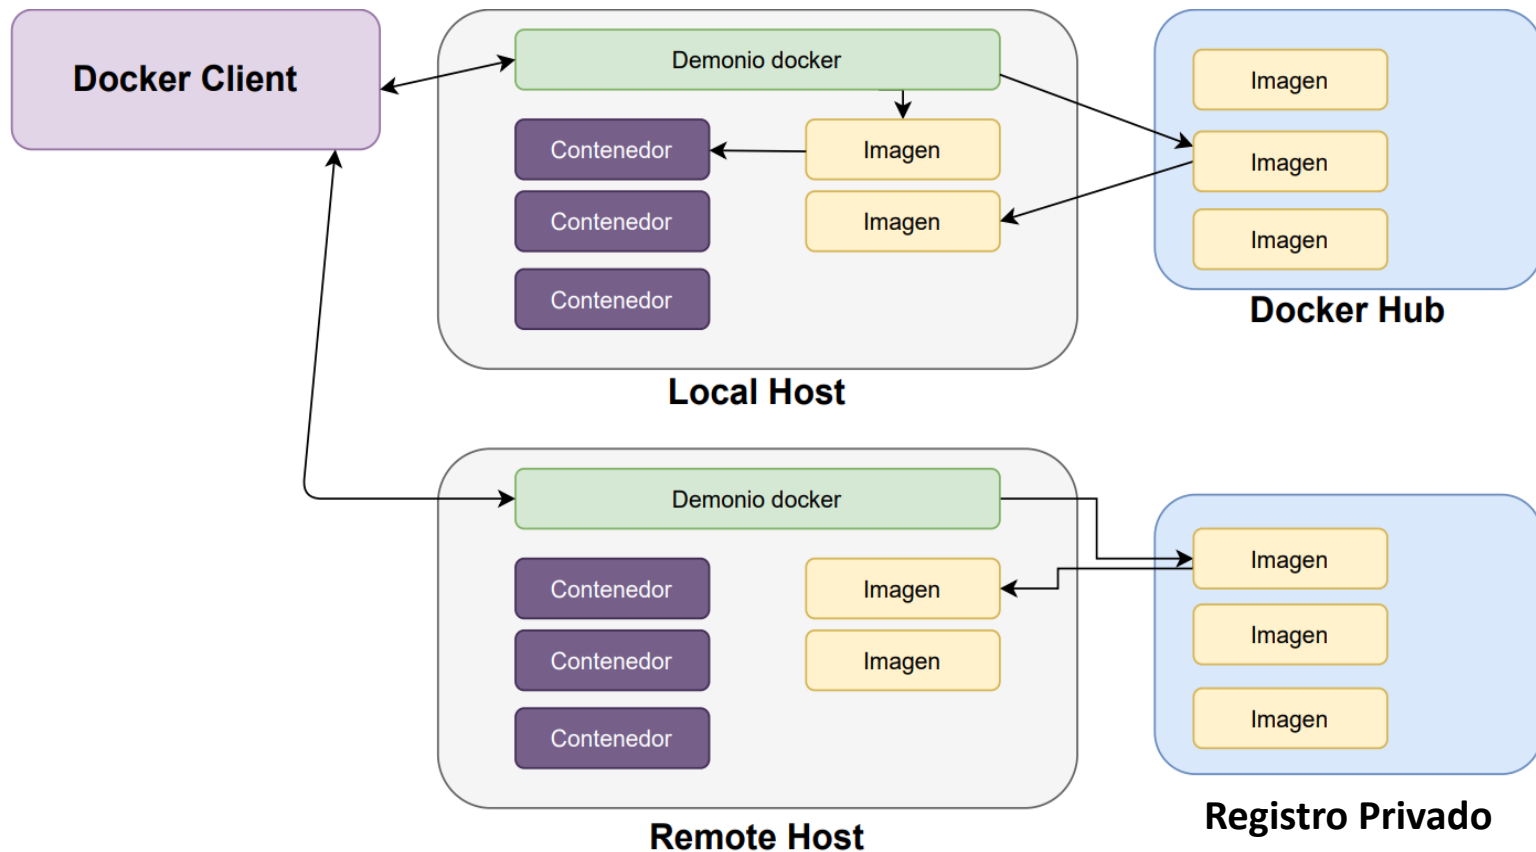 Docker Client
Demonio docker
Contenedor
Imagen
Contenedor
Imagen
Contenedor
Local Host
Imagen
Imagen
Imagen
Docker Hub
Demonio docker
Contenedor
Imagen
Contenedor
Imagen
Contenedor
Remote Host
Imagen
Imagen
Imagen
Registro Privado